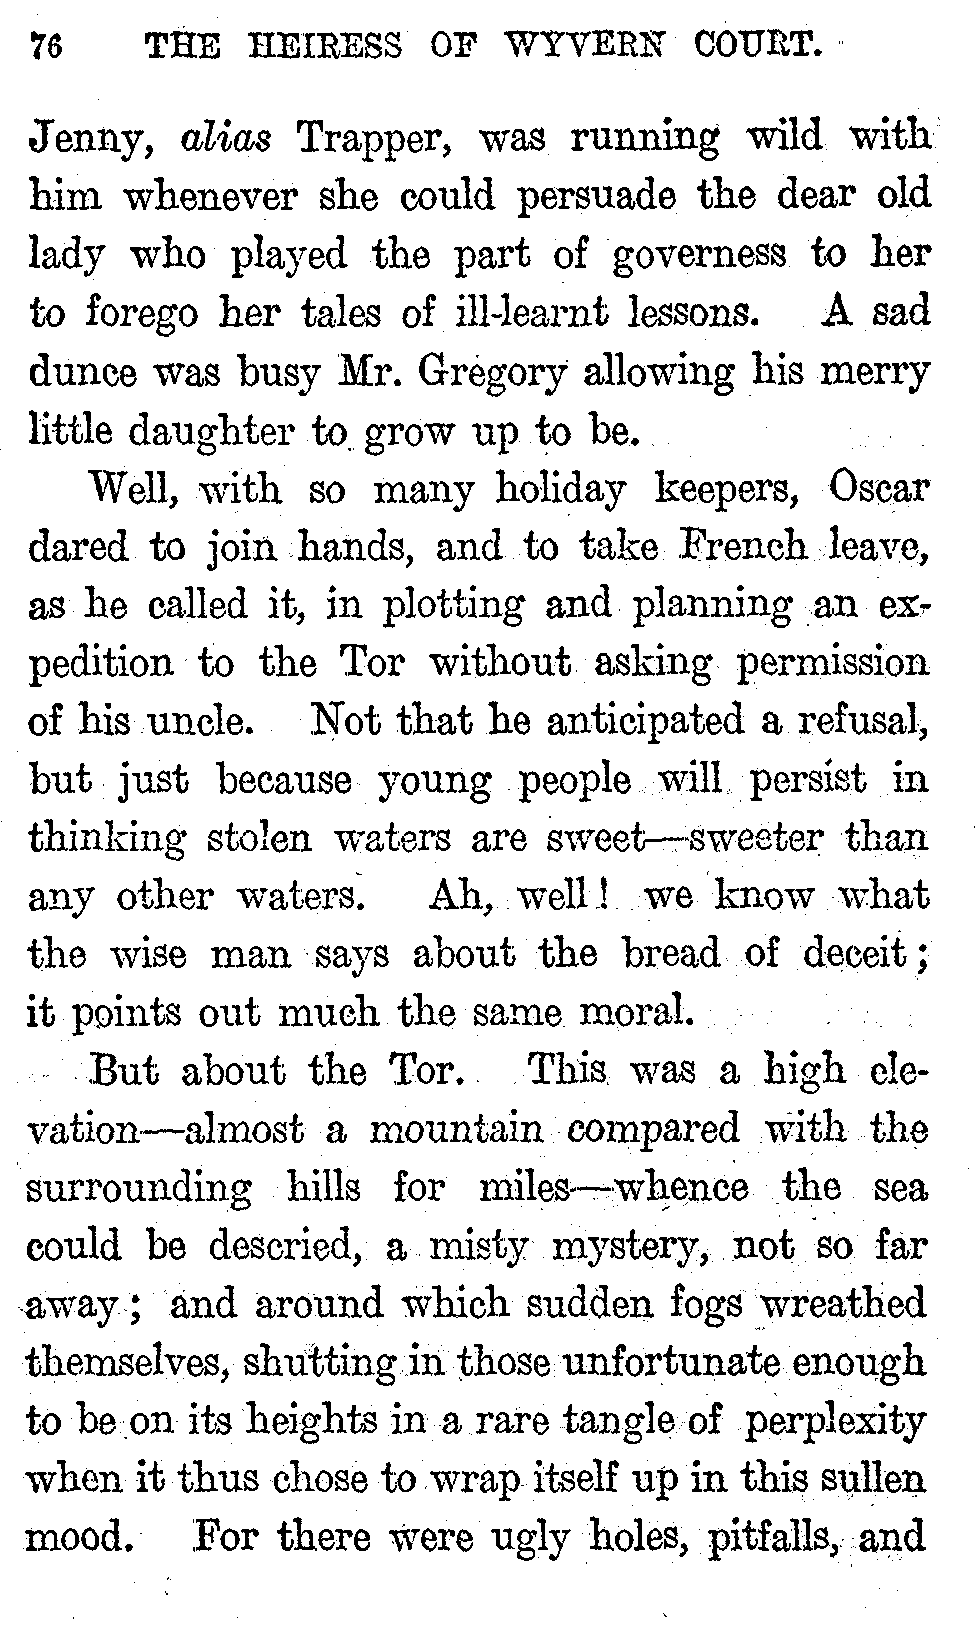 76 THE HEIRESS OF WYVERN COURT.
Jenny, alias Trapper, was running wild with
him whenever she could persuade the dear old
lady who played the part of governess to her
to forego her tales of ill-learnt lessons. A sad
dunce was busy Mr. Gregory allowing his merry
little daughter to grow up to be.
Well, with so many holiday keepers, Oscar
dared to join hands, and to take French leave,
as he called it, in plotting and planning an ex-
pedition to the Tor without asking permission
of his uncle. Not that he anticipated a refusal,
but just because young people will persist in
thinking stolen waters are sweet—sweeter than
any other waters. Ah, well! we know what
the wise man says about the bread of deceit;
it points out much the same moral.
But about the Tor. This was a high ele-
vation—almost a mountain compared with the
surrounding hills for miles—whence the sea
could be descried, a misty mystery, not so far
away; and around which sudden fogs wreathed
themselves, shutting in those unfortunate enough
to be on its heights in a rare tangle of perplexity
when it thus chose to wrap itself up in this sullen
mood. For there were ugly holes, pitfalls, and